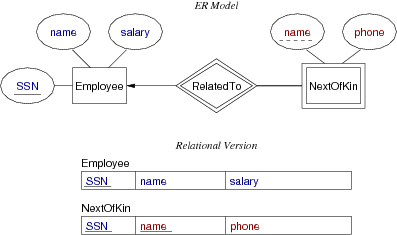 ER Model
name salary name phone
SSN Employee RelatedTo NextOfKin
Relational Version
Employee
SSN name salary
NextOfKin
SSN name phone